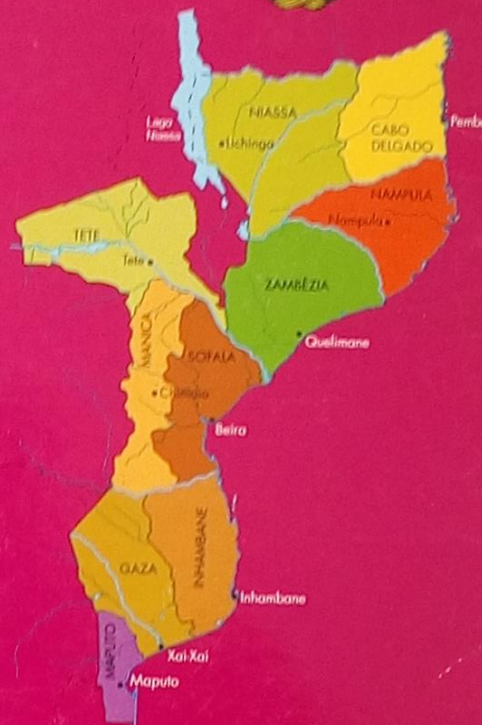 NIASSA
Lago
Niassa
Lichinga
CABO
DELGADO
Pemba
NAMPULA
Nampula
TETE
Tete
ZAMBÉZIA
Quelimane
MANICA
SOFALA
Chimoio
Beira
INHAMBANE
GAZA
Inhambane
Xai-Xai
MAPUTO
Maputo